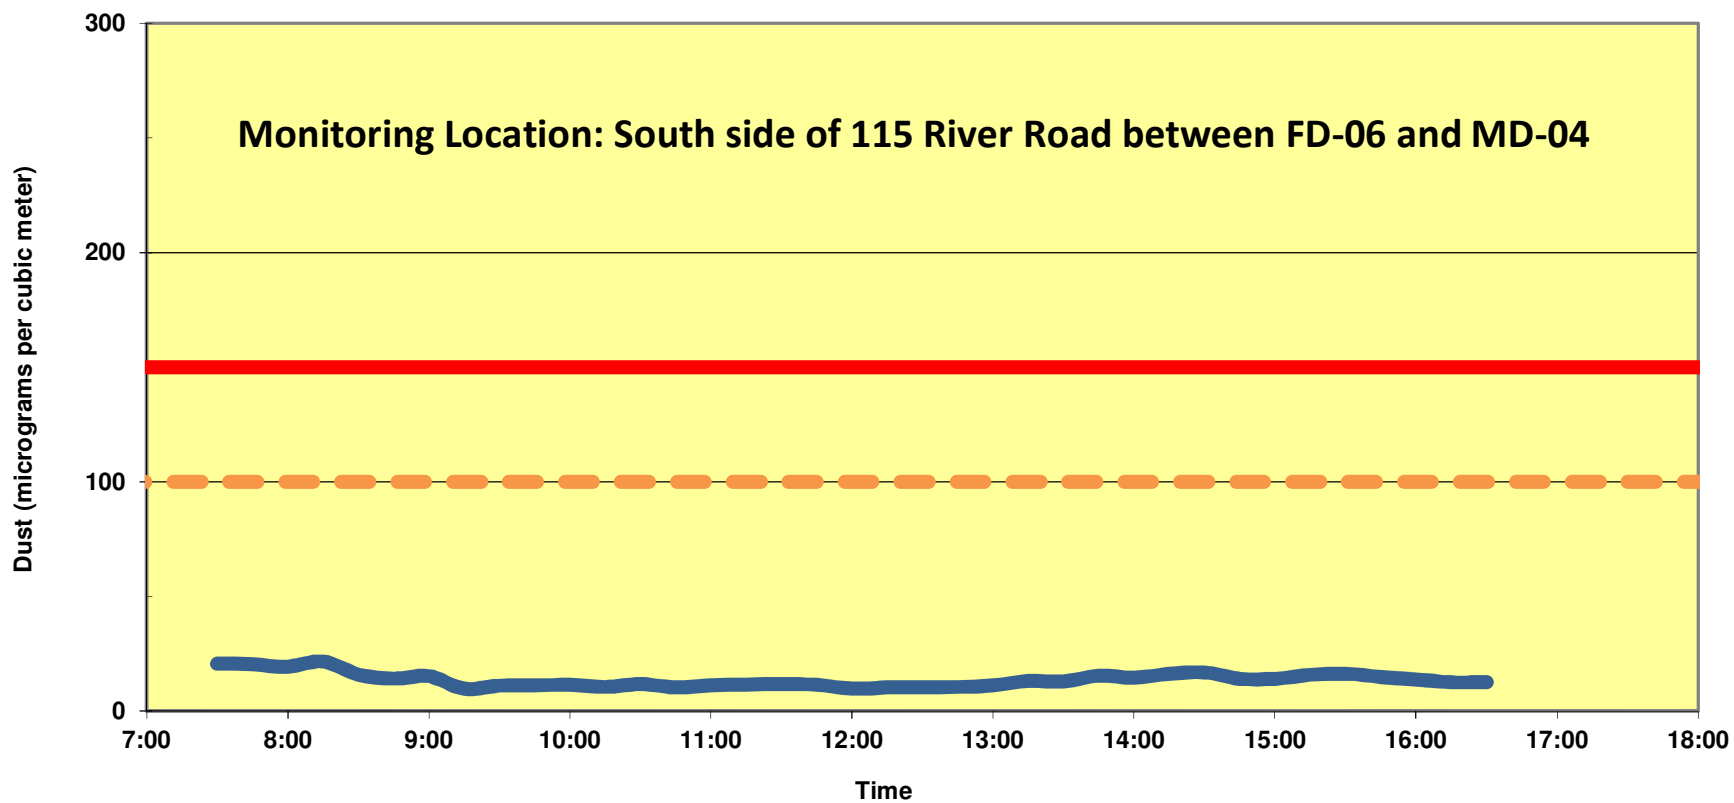 300
Monitoring Location: South side of 115 River Road between FD-06 and MD-04
Dust (micrograms per cubic meter)
200
100
0
7:00 8:00 9:00 10:00 11:00 12:00 13:00 14:00 15:00 16:00 17:00 18:00
Time